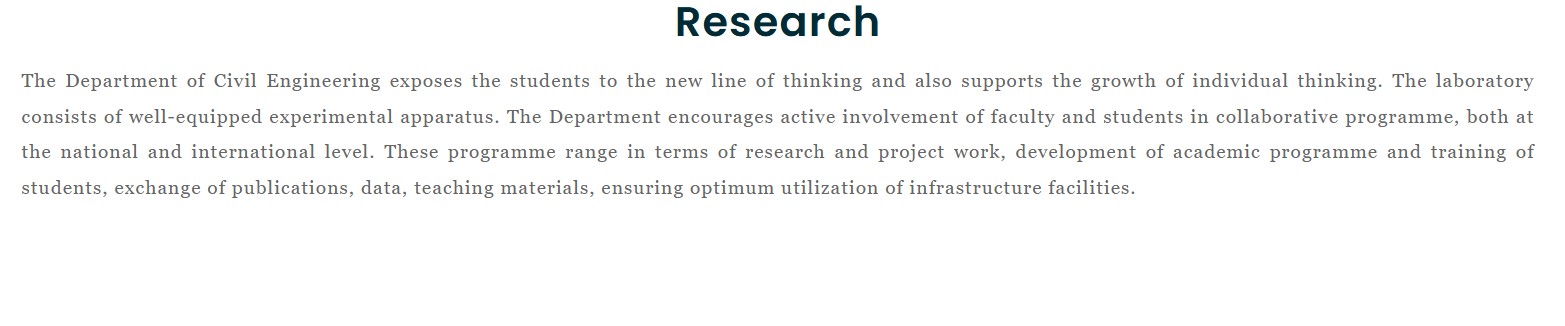 Research
The Department of Civil Engineering exposes the students to the new line of thinking and also supports the growth of individual thinking. The laboratory
consists of well-equipped experimental apparatus. The Department encourages active involvement of faculty and students in collaborative programme, both at
the national and international level. These programme range in terms of research and project work, development of academic programme and training of
students, exchange of publications, data, teaching materials, ensuring optimum utilization of infrastructure facilities.